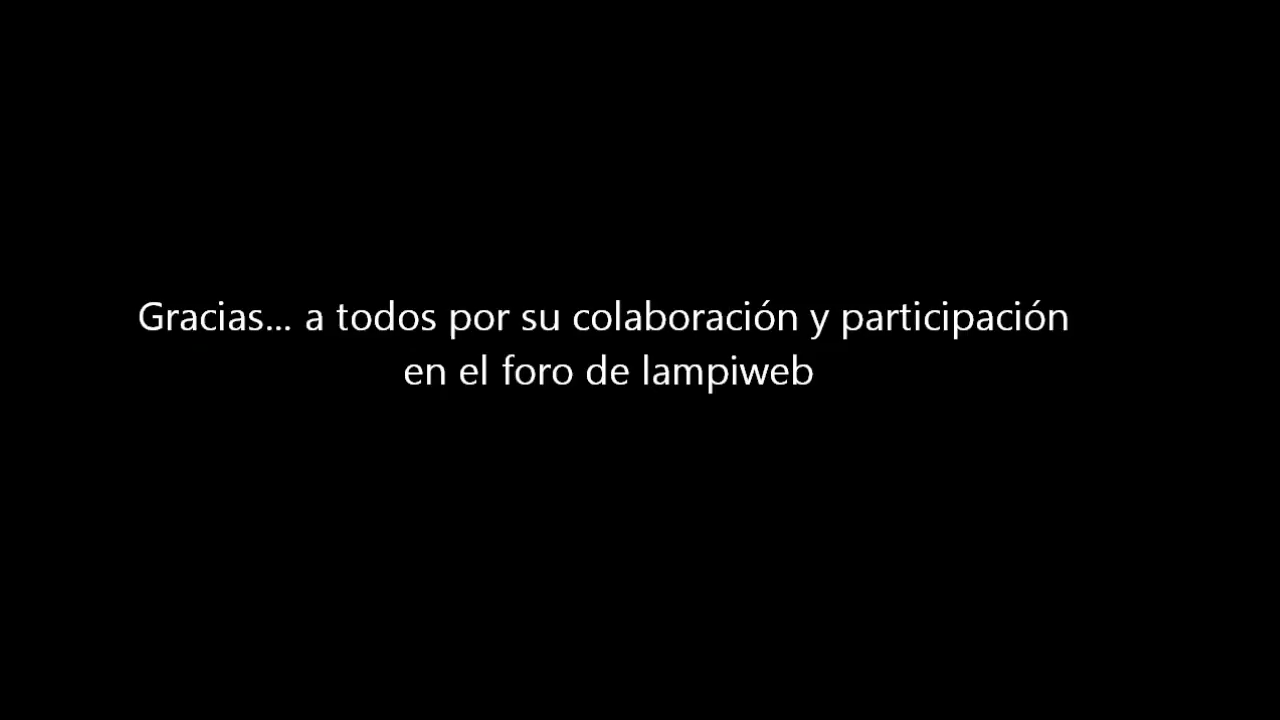 Gracias... a todos por su colaboración y participación
en el foro de lampiweb